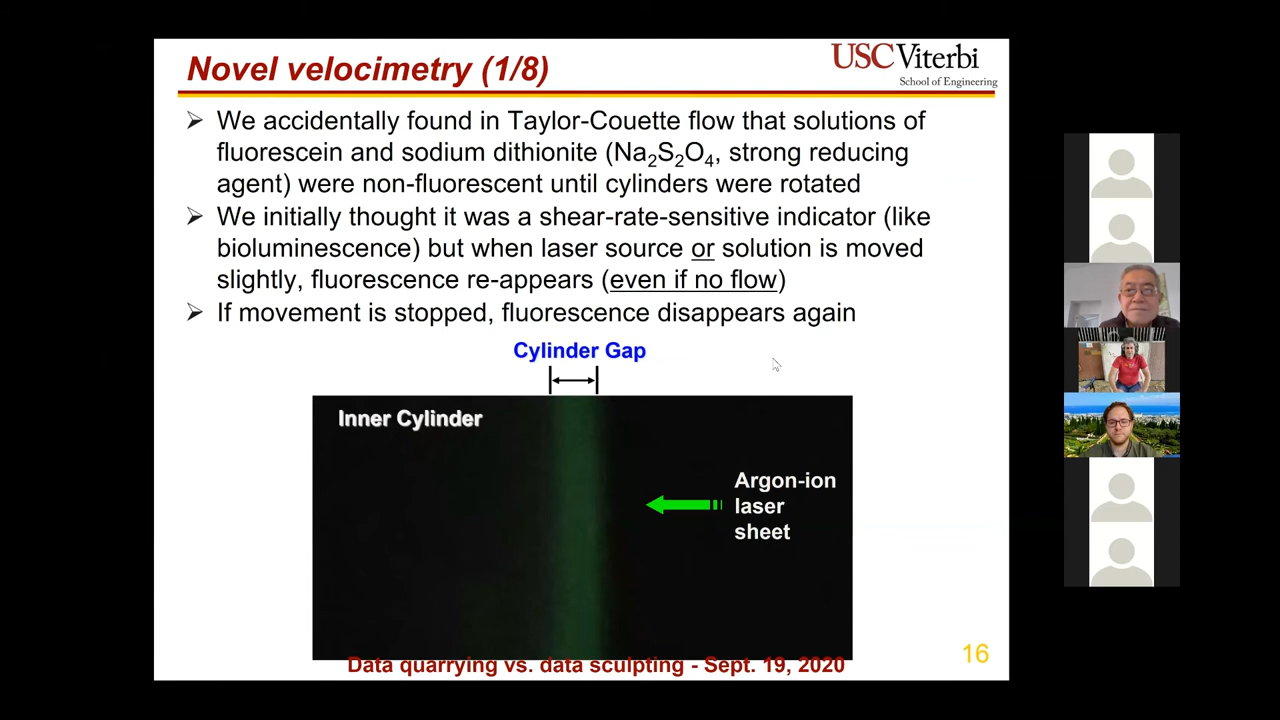 Novel velocimetry (1/8)
USC Viterbi
School of Engineering
➢ We accidentally found in Taylor-Couette flow that solutions of
fluorescein and sodium dithionite (Na₂S₂O₄, strong reducing
agent) were non-fluorescent until cylinders were rotated
➢ We initially thought it was a shear-rate-sensitive indicator (like
bioluminescence) but when laser source or solution is moved
slightly, fluorescence re-appears (even if no flow)
➢ If movement is stopped, fluorescence disappears again
Cylinder Gap
Inner Cylinder
Argon-ion
laser
sheet
Data quarrying vs. data sculpting - Sept. 19, 2020
16